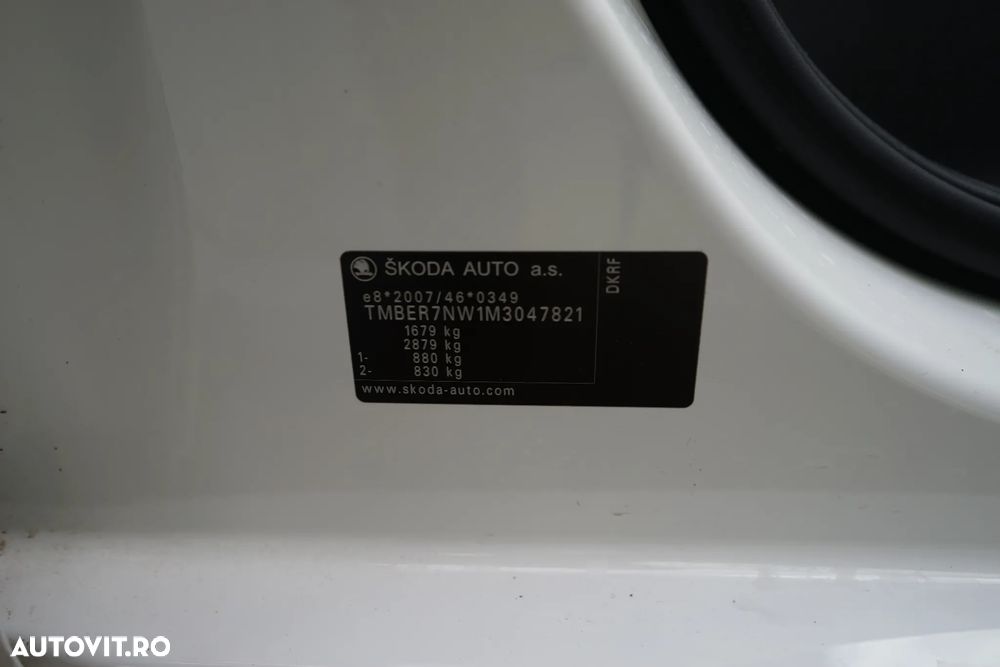 ŠKODA AUTO a.s.
DKRF
e8*2007/46*0349
TMBER7NW1M3047821
1679 kg
2879 kg
1- 880 kg
2- 830 kg
www.skoda-auto.com
AUTOVIT.RO